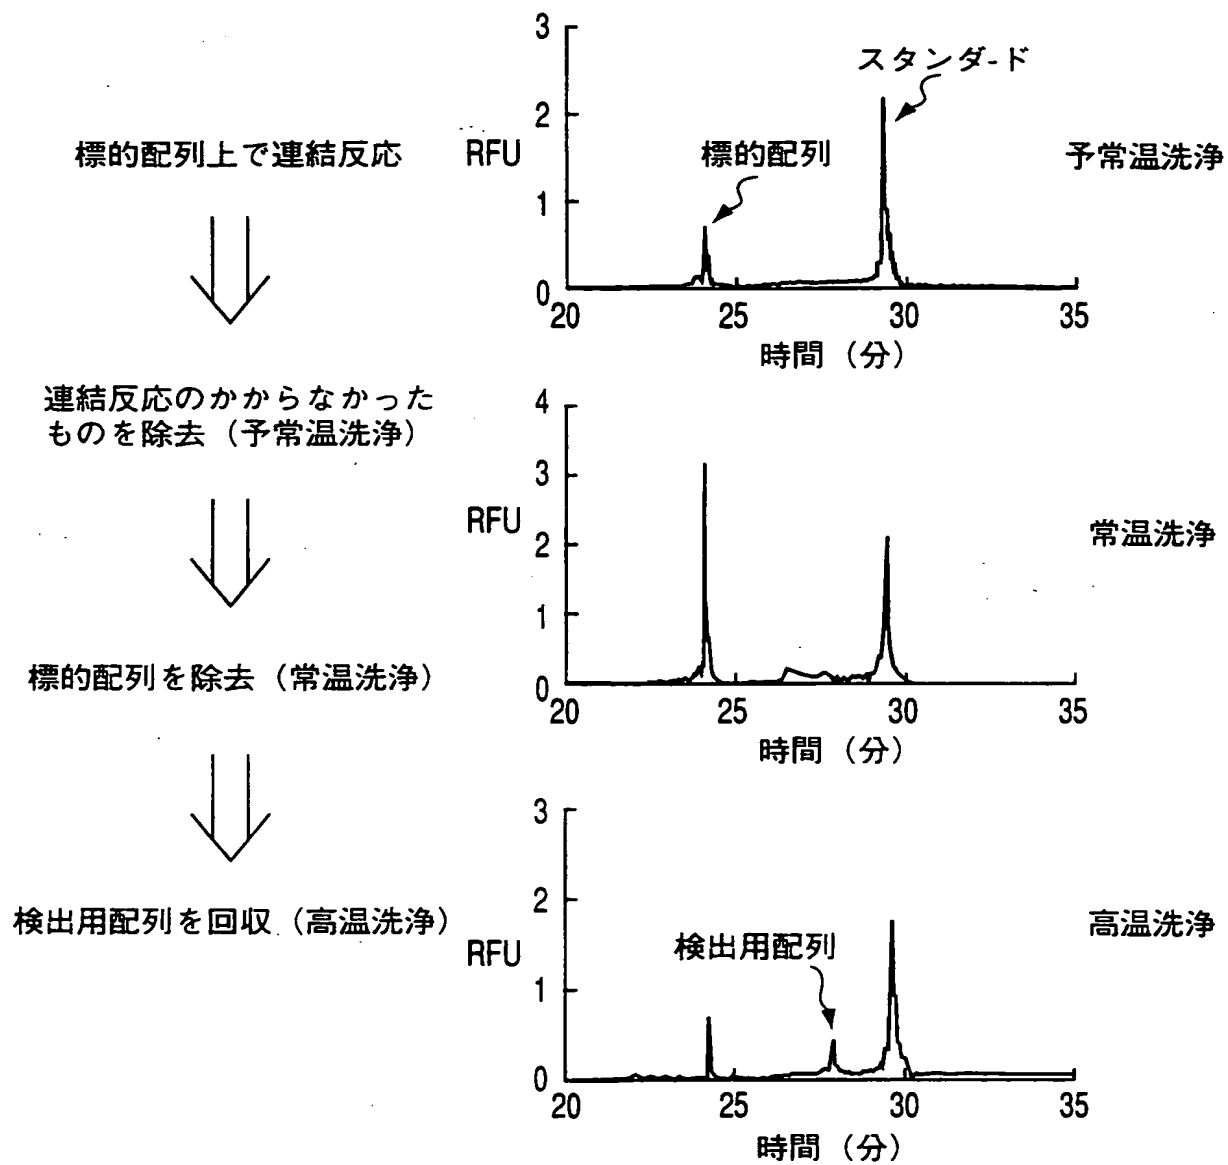 標的配列上で連結反応
連結反応のかからなかった
ものを除去（予常温洗浄）
標的配列を除去（常温洗浄）
検出用配列を回収（高温洗浄）
3
2
1
0
RFU
標的配列
スタンダ-ド
予常温洗浄
20 25 30 35
時間（分）
4
3
2
1
0
RFU
常温洗浄
20 25 30 35
時間（分）
3
2
1
0
RFU
検出用配列
高温洗浄
20 25 30 35
時間（分）